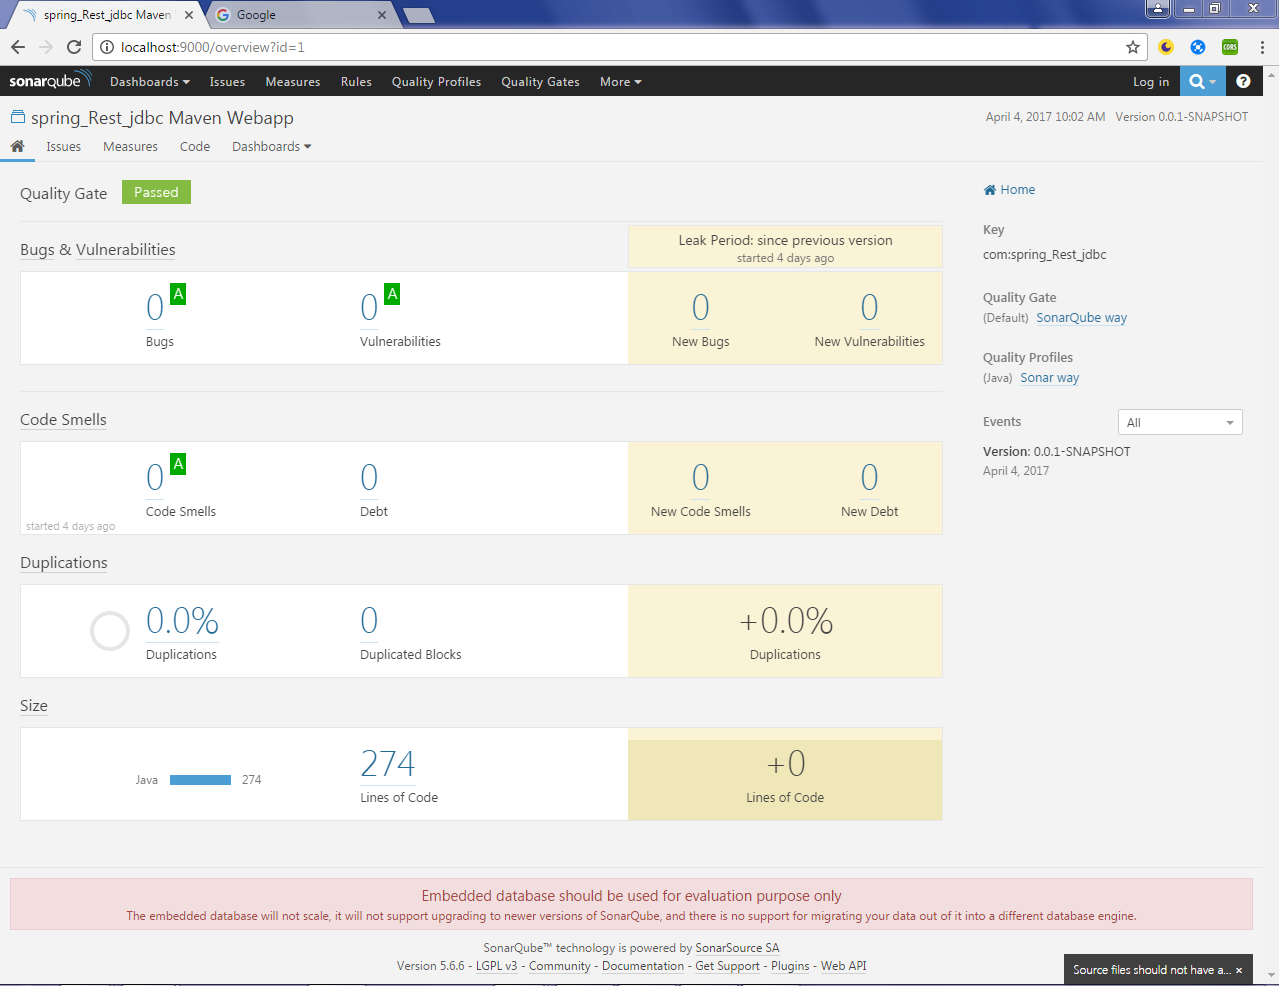 spring_Rest_jdbc Maven
Google
localhost:9000/overview?id=1
CORS
sonarqube Dashboards Issues Measures Rules Quality Profiles Quality Gates More Log in
spring_Rest_jdbc Maven Webapp
April 4, 2017 10:02 AM Version 0.0.1-SNAPSHOT
Issues Measures Code Dashboards
Quality Gate Passed
Home
Key
com:spring_Rest_jdbc
Quality Gate
(Default) SonarQube way
Quality Profiles
(Java) Sonar way
Events All
Version: 0.0.1-SNAPSHOT
April 4, 2017
Bugs & Vulnerabilities
Leak Period: since previous version
started 4 days ago
0 A 0 A 0 0
Bugs Vulnerabilities New Bugs New Vulnerabilities
Code Smells
0 A 0 0 0
Code Smells Debt New Code Smells New Debt
started 4 days ago
Duplications
0.0% 0 +0.0%
Duplications Duplicated Blocks Duplications
Size
Java 274
274 +0
Lines of Code Lines of Code
Embedded database should be used for evaluation purpose only
The embedded database will not scale, it will not support upgrading to newer versions of SonarQube, and there is no support for migrating your data out of it into a different database engine.
SonarQube™ technology is powered by SonarSource SA
Version 5.6.6 - LGPL v3 - Community - Documentation - Get Support - Plugins - Web API
Source files should not have a... ×